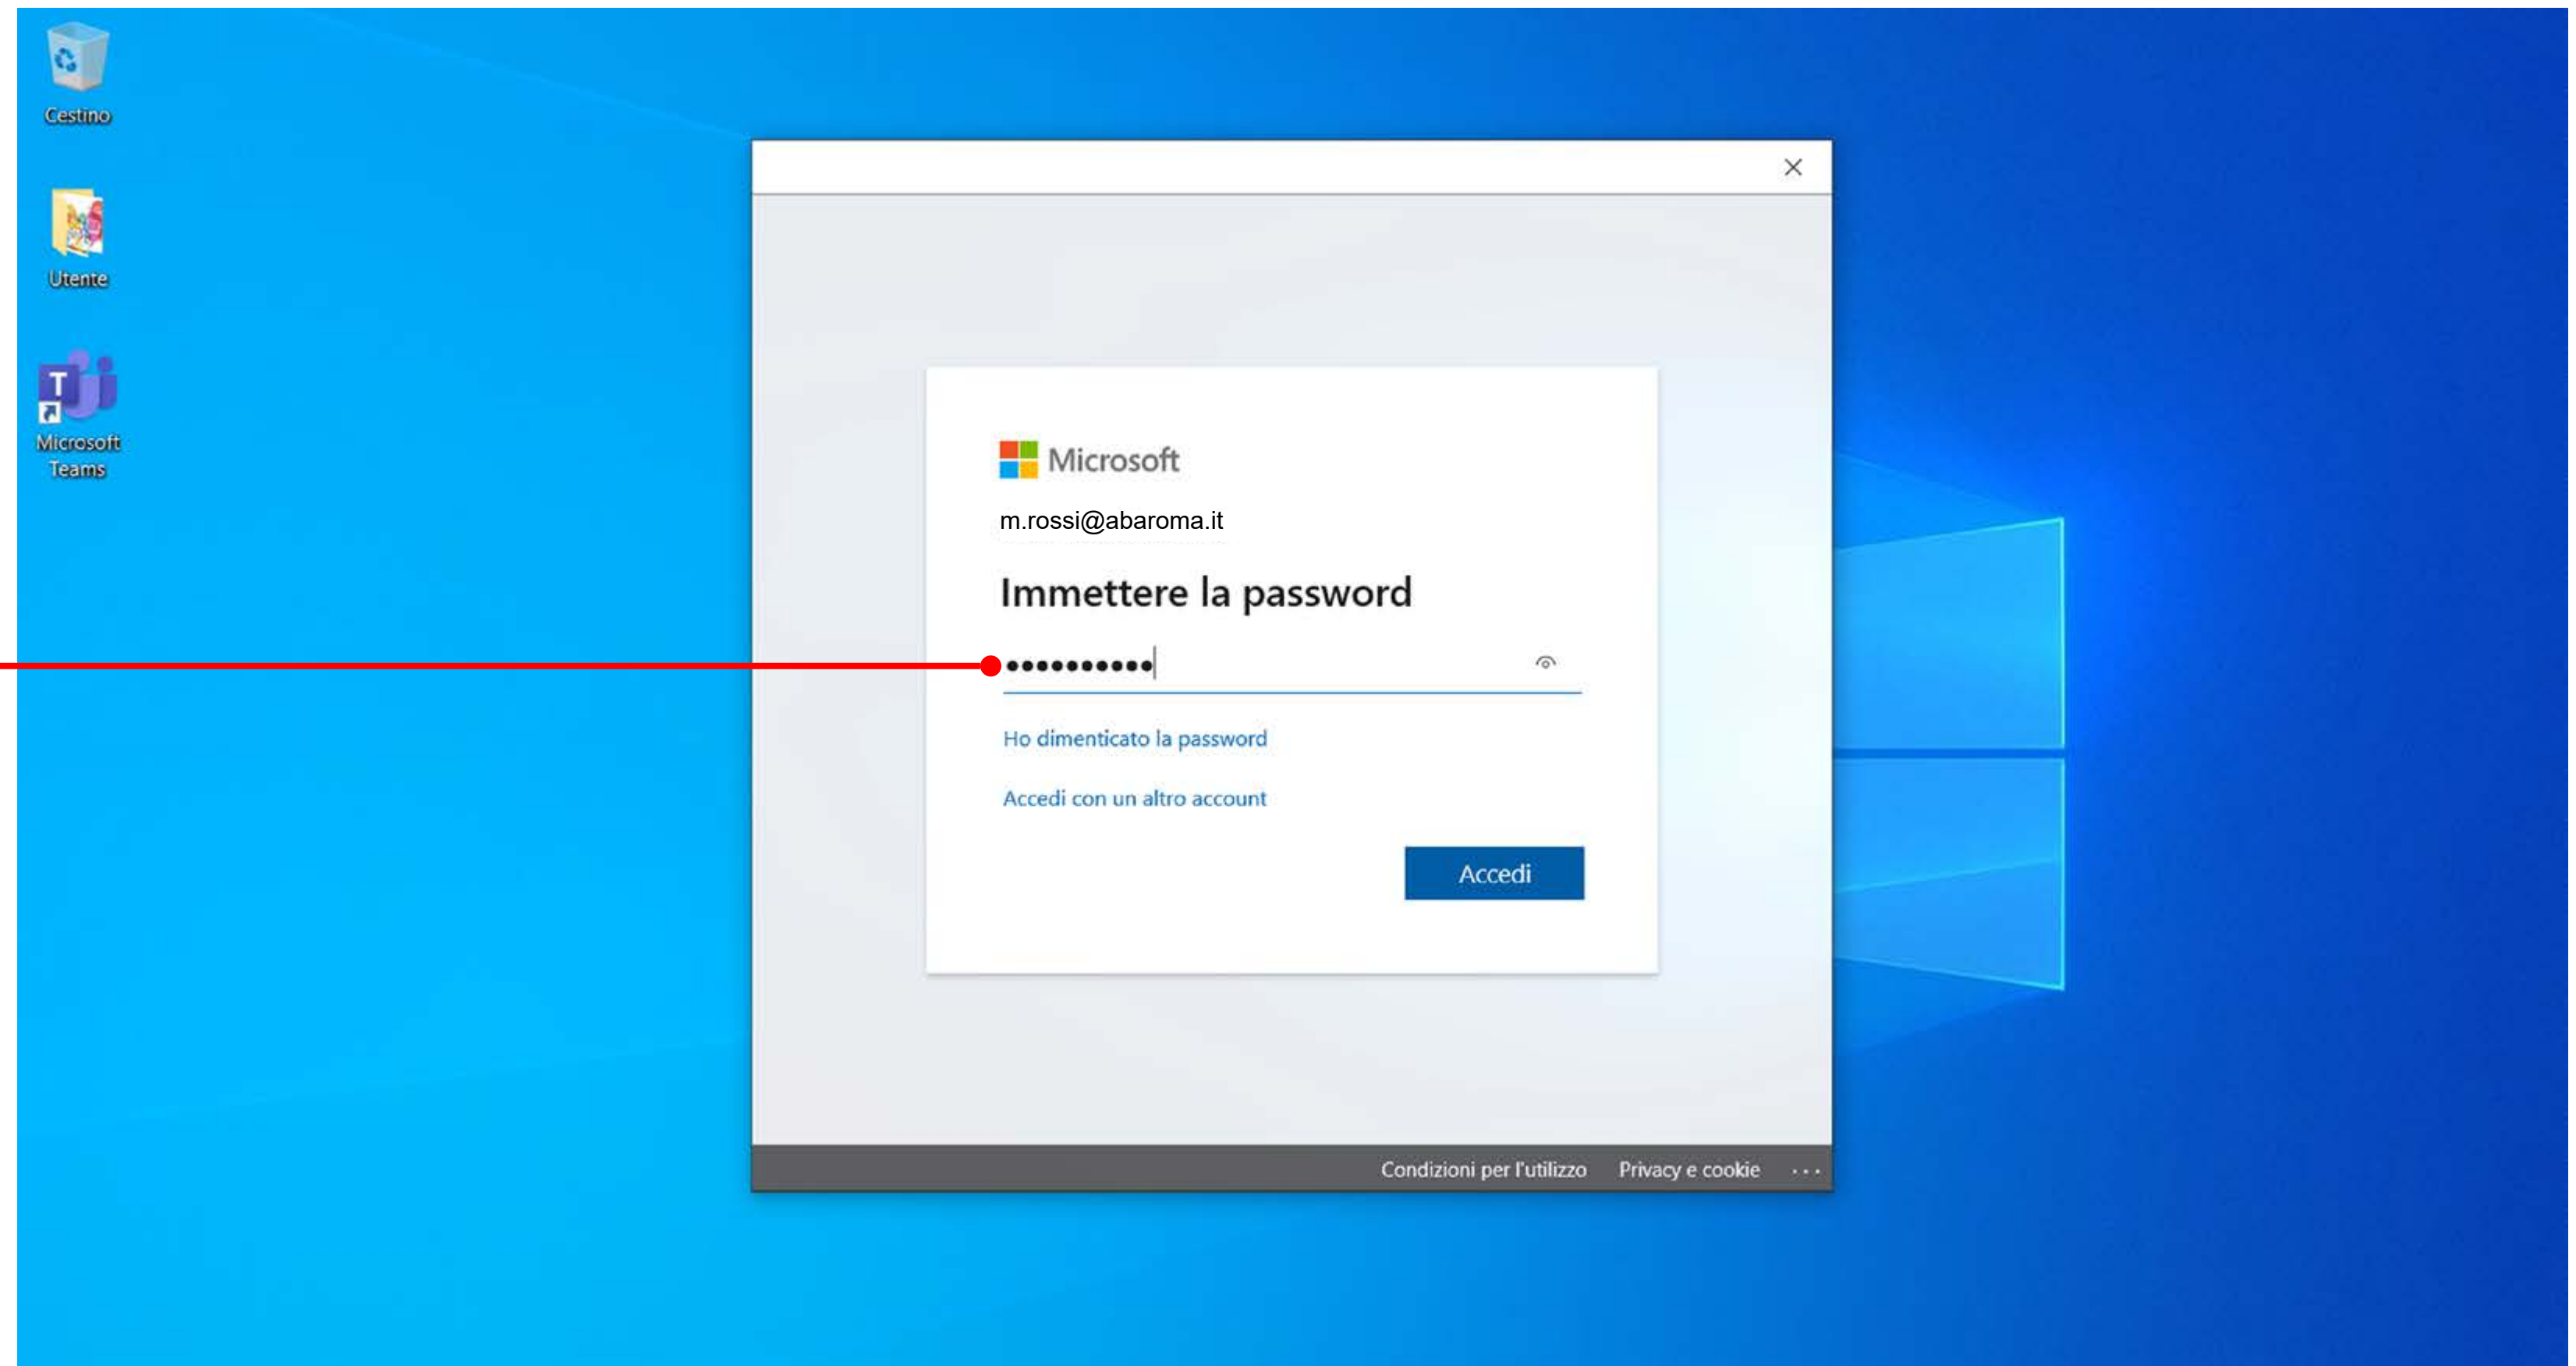 Cestino
Utente
Microsoft
Teams
Microsoft
m.rossi@abaroma.it
Immettere la password
••••••••••
Ho dimenticato la password
Accedi con un altro account
Accedi
Condizioni per l'utilizzo Privacy e cookie ...